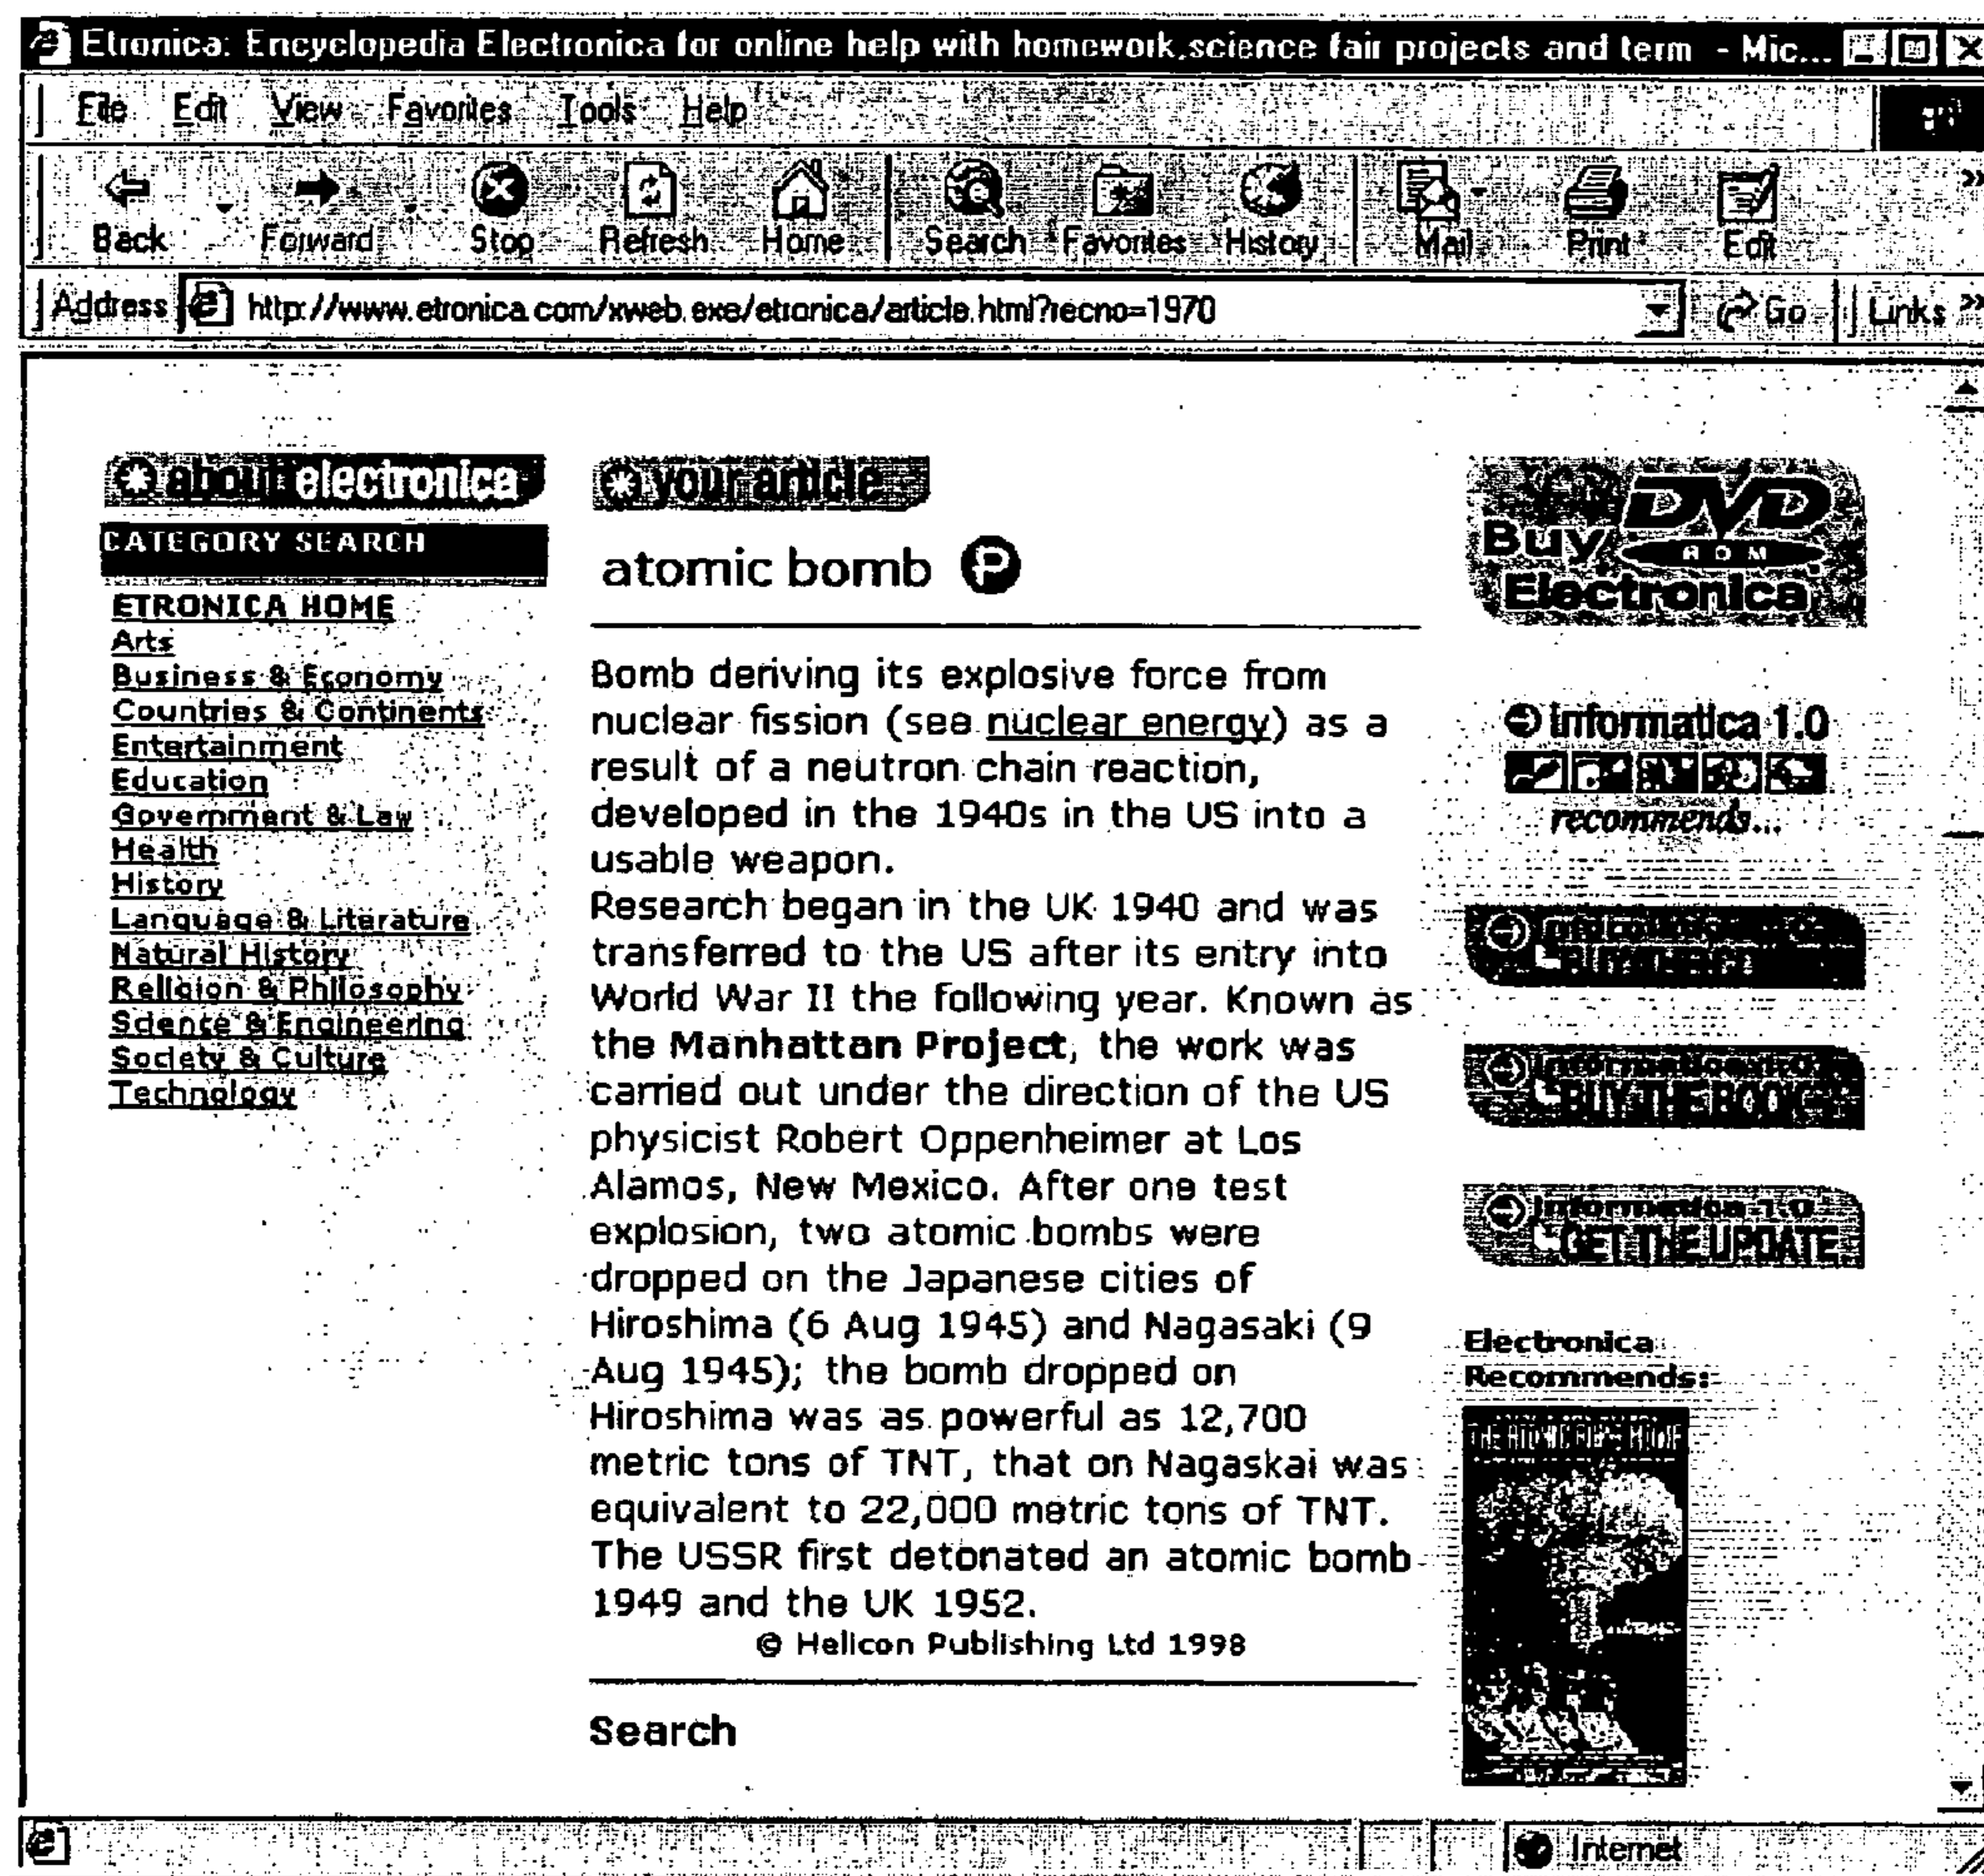 Etronica: Encyclopedia Electronica for online help with homework,science fair projects and term - Mic...
File Edit View Favorites Tools Help
Back Forward Stop Refresh Home Search Favorites History Mail Print Edit
Address http://www.etronica.com/xweb.exe/etronica/article.html?recno=1970 Go Links
about electronica
CATEGORY SEARCH
ETRONICA HOME
Arts
Business & Economy
Countries & Continents
Entertainment
Education
Government & Law
Health
History
Language & Literature
Natural History
Religion & Philosophy
Science & Engineering
Society & Culture
Technology
your article
atomic bomb P
Bomb deriving its explosive force from
nuclear fission (see nuclear energy) as a
result of a neutron chain reaction,
developed in the 1940s in the US into a
usable weapon.
Research began in the UK 1940 and was
transferred to the US after its entry into
World War II the following year. Known as
the Manhattan Project, the work was
carried out under the direction of the US
physicist Robert Oppenheimer at Los
Alamos, New Mexico. After one test
explosion, two atomic bombs were
dropped on the Japanese cities of
Hiroshima (6 Aug 1945) and Nagasaki (9
Aug 1945); the bomb dropped on
Hiroshima was as powerful as 12,700
metric tons of TNT, that on Nagaskai was
equivalent to 22,000 metric tons of TNT.
The USSR first detonated an atomic bomb
1949 and the UK 1952.
© Helicon Publishing Ltd 1998
Search
Buy DVD
ROM
Electronica
informatica 1.0
recommends...
BUY THE CD
BUY THE BOOK
informatica 1.0
GET THE UPDATE
Electronica
Recommends:
Internet